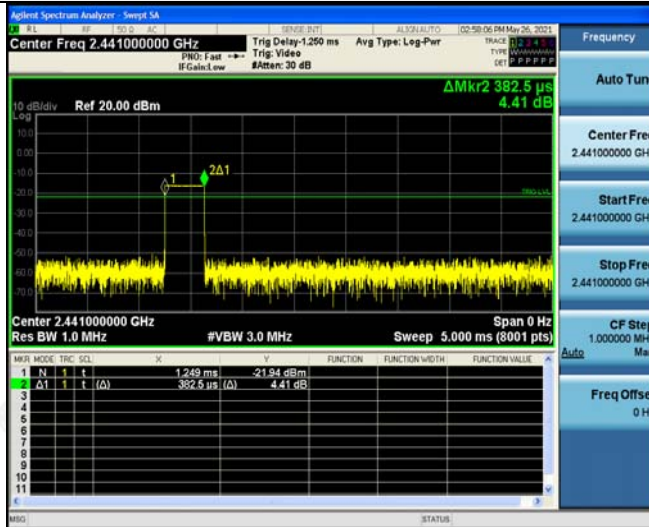 Agilent Spectrum Analyzer - Swept SA
RL RF 50 Ω AC SENSE:INT ALIGNAUTO 02:58:06 PM May 26, 2021
Center Freq 2.441000000 GHz
PNO: Fast
IFGain:Low
Trig Delay-1.250 ms
Trig: Video
#Atten: 30 dB
Avg Type: Log-Pwr
TRACE 1 2 3 4 5 6
TYPE
DET P P P P P P
ΔMkr2 382.5 µs
4.41 dB
10 dB/div Ref 20.00 dBm
Log
10.0
0.00
-10.0
-20.0
-30.0
-40.0
-50.0
-60.0
-70.0
1
2Δ1
TRIG LVL
Center 2.441000000 GHz
Span 0 Hz
Res BW 1.0 MHz
#VBW 3.0 MHz
Sweep 5.000 ms (8001 pts)
MKR MODE TRC SCL X Y FUNCTION FUNCTION WIDTH FUNCTION VALUE
1 N 1 t 1.249 ms -21.94 dBm
2 Δ1 1 t (Δ) 382.5 µs (Δ) 4.41 dB
3
4
5
6
7
8
9
10
11
MSG
STATUS
Frequency
Auto Tun
Center Fre
2.441000000 GH
Start Fre
2.441000000 GH
Stop Fre
2.441000000 GH
CF Step
1.000000 MH
Auto Ma
Freq Offse
0 H